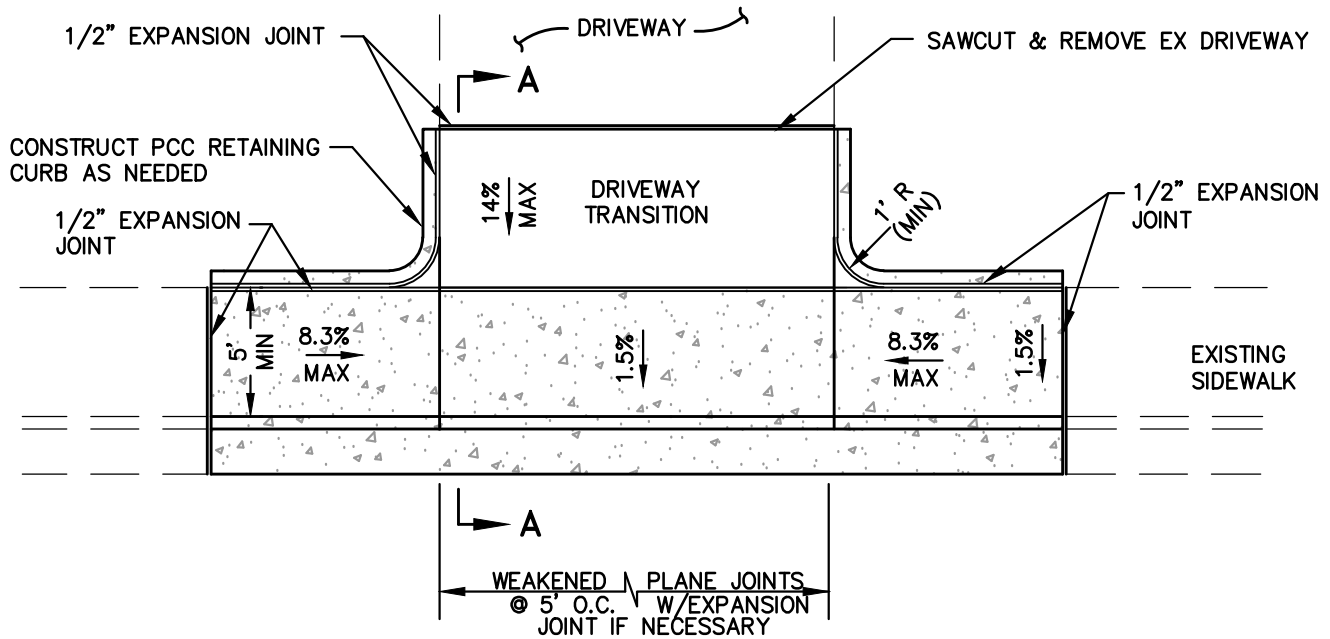 DRIVEWAY
1/2" EXPANSION JOINT
SAWCUT & REMOVE EX DRIVEWAY
A
CONSTRUCT PCC RETAINING
CURB AS NEEDED
14%
MAX
DRIVEWAY
TRANSITION
1' R
(MIN)
1/2" EXPANSION
JOINT
1/2" EXPANSION
JOINT
5'
MIN
8.3%
MAX
1.5%
8.3%
MAX
1.5%
EXISTING
SIDEWALK
A
WEAKENED PLANE JOINTS
@ 5' O.C. W/EXPANSION
JOINT IF NECESSARY